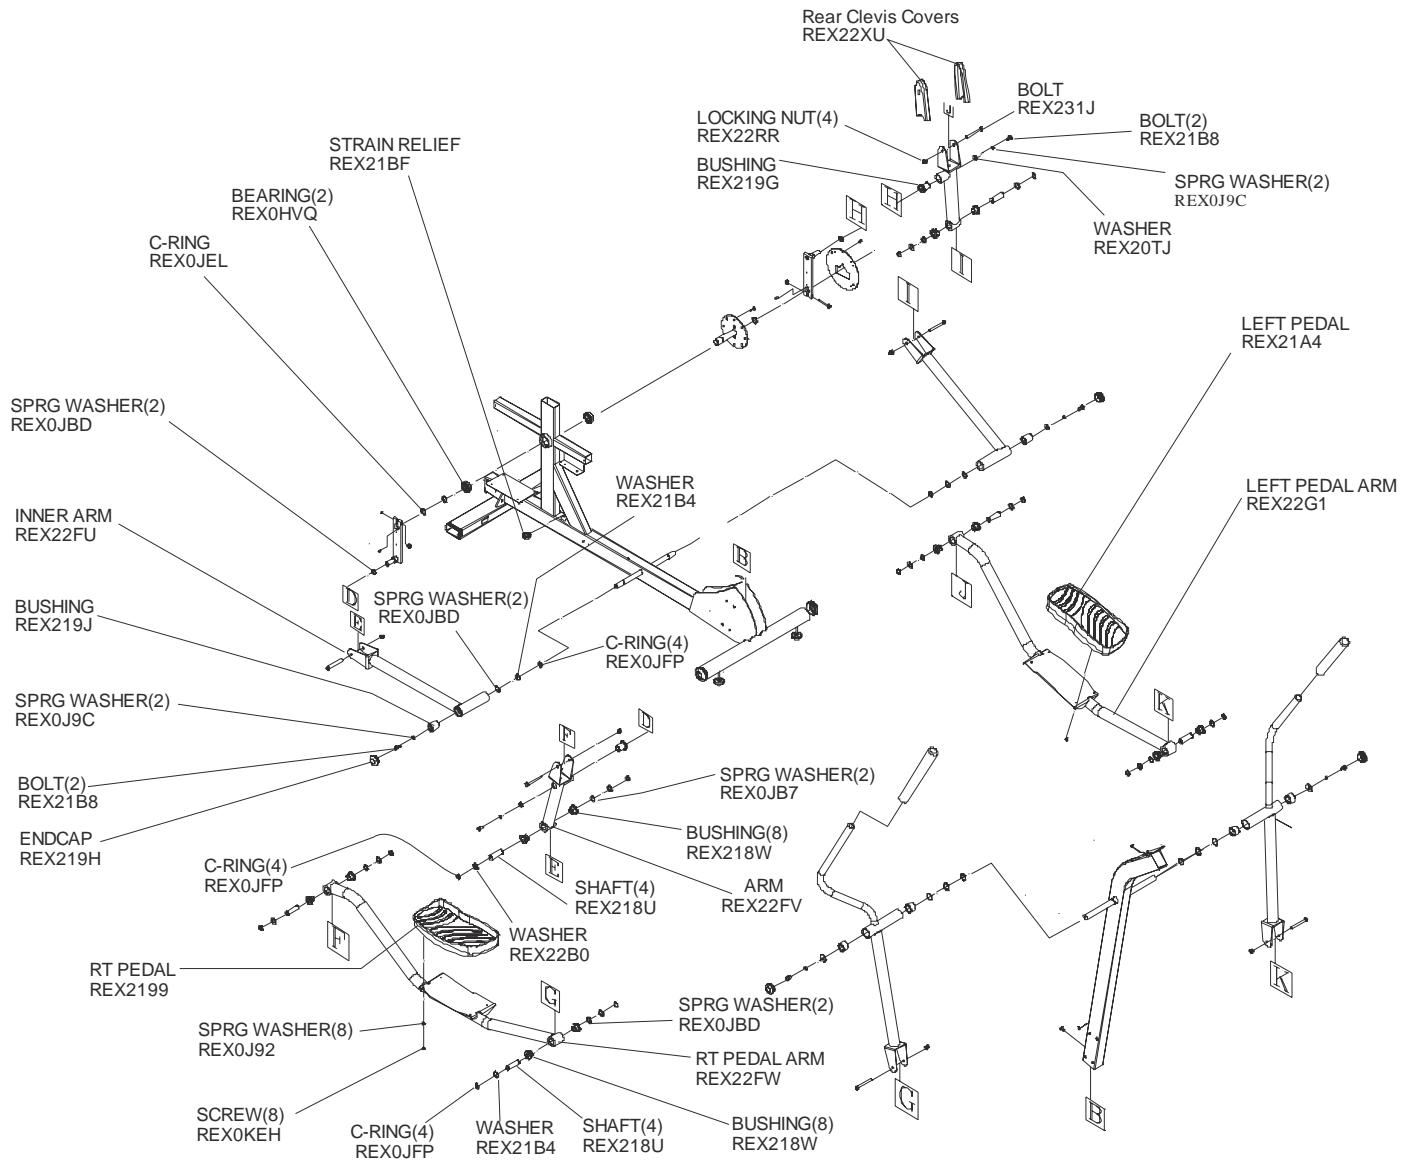 Rear Clevis Covers
REX22XU
BOLT
REX231J
LOCKING NUT(4)
REX22RR
BOLT(2)
REX21B8
STRAIN RELIEF
REX21BF
BUSHING
REX219G
SPRG WASHER(2)
REX0J9C
BEARING(2)
REX0HVQ
WASHER
REX20TJ
C-RING
REX0JEL
J
H
H
I
I
LEFT PEDAL
REX21A4
SPRG WASHER(2)
REX0JBD
WASHER
REX21B4
LEFT PEDAL ARM
REX22G1
INNER ARM
REX22FU
B
D
E
SPRG WASHER(2)
REX0JBD
J
BUSHING
REX219J
C-RING(4)
REX0JFP
SPRG WASHER(2)
REX0J9C
K
F
D
BOLT(2)
REX21B8
SPRG WASHER(2)
REX0JB7
ENDCAP
REX219H
BUSHING(8)
REX218W
C-RING(4)
REX0JFP
E
SHAFT(4)
REX218U
ARM
REX22FV
F
WASHER
REX22B0
RT PEDAL
REX2199
G
K
SPRG WASHER(2)
REX0JBD
SPRG WASHER(8)
REX0J92
RT PEDAL ARM
REX22FW
G
B
SCREW(8)
REX0KEH
C-RING(4)
REX0JFP
WASHER
REX21B4
SHAFT(4)
REX218U
BUSHING(8)
REX218W